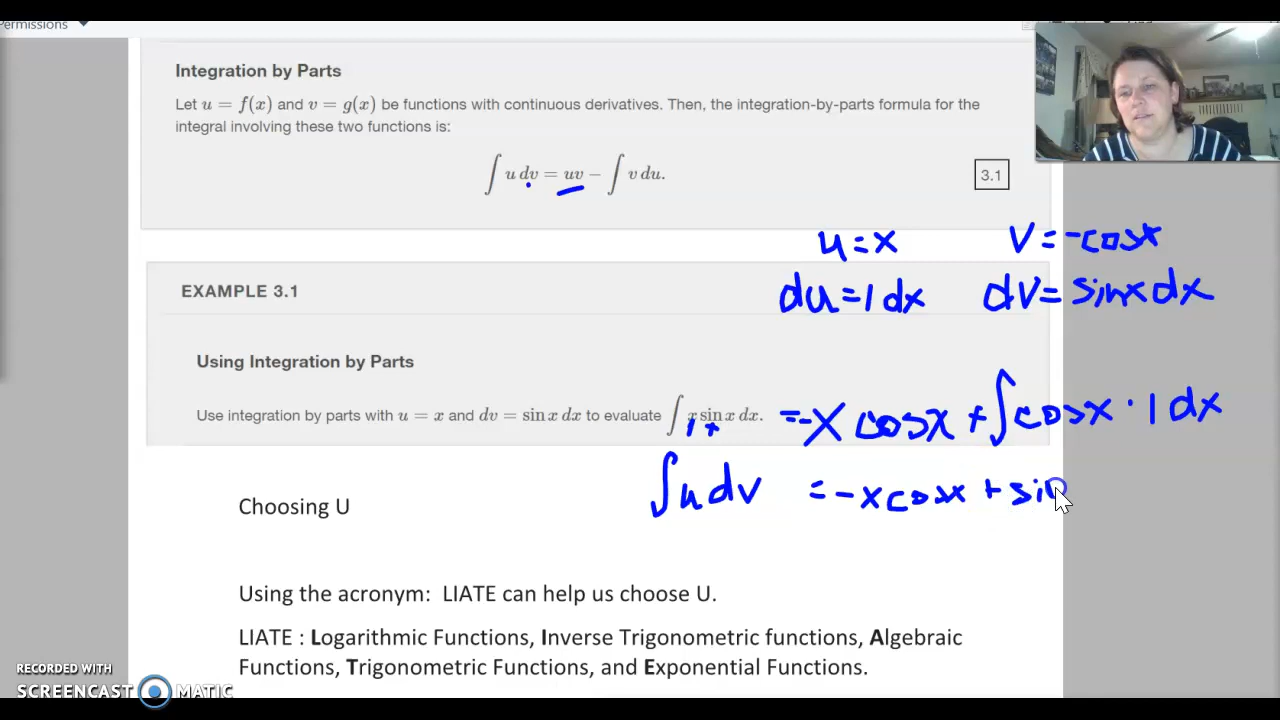 Permissions
Integration by Parts
Let u = f(x) and v = g(x) be functions with continuous derivatives. Then, the integration-by-parts formula for the
integral involving these two functions is:
∫ u dv = uv − ∫ v du.
3.1
u = x
v = -cosx
du = 1 dx
dv = sinx dx
EXAMPLE 3.1
Using Integration by Parts
Use integration by parts with u = x and dv = sin x dx to evaluate ∫ x sin x dx.
= -x cosx + ∫ cosx · 1 dx
∫ u dv
= -x cosx + sin
Choosing U
Using the acronym: LIATE can help us choose U.
LIATE : Logarithmic Functions, Inverse Trigonometric functions, Algebraic
Functions, Trigonometric Functions, and Exponential Functions.
RECORDED WITH
SCREENCAST MATIC